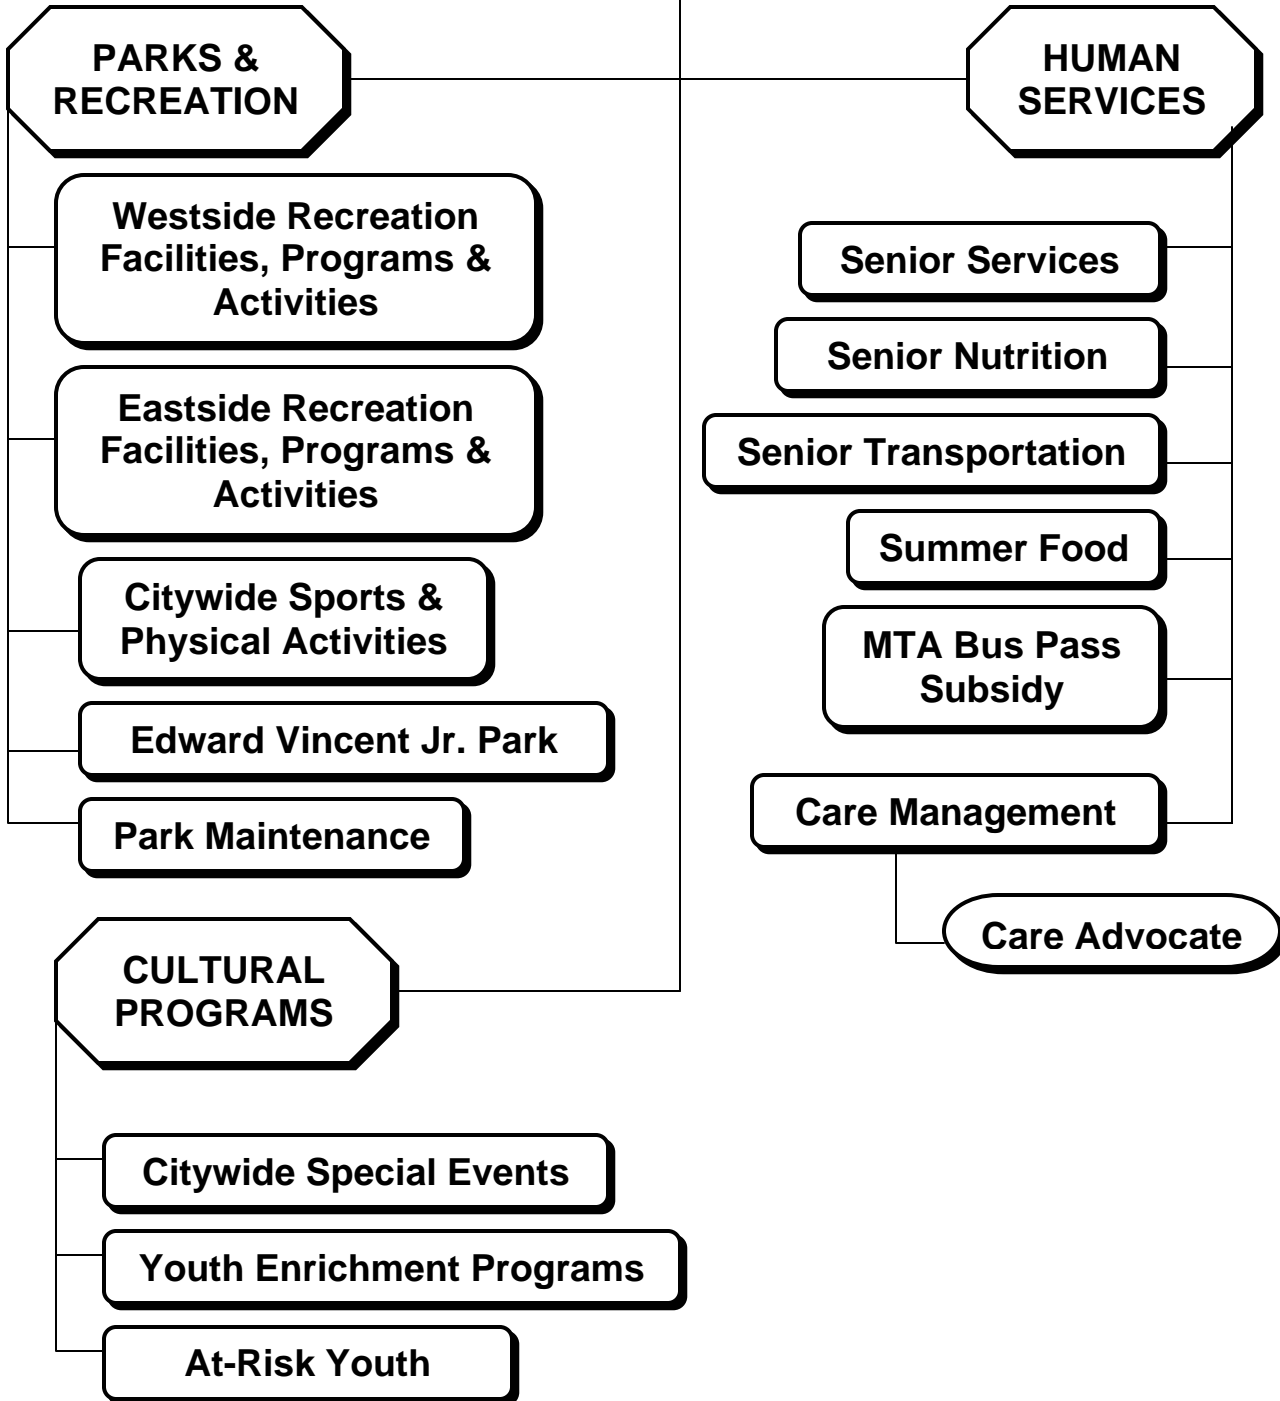 PARKS &
RECREATION
Westside Recreation
Facilities, Programs &
Activities
Eastside Recreation
Facilities, Programs &
Activities
Citywide Sports &
Physical Activities
Edward Vincent Jr. Park
Park Maintenance
HUMAN
SERVICES
Senior Services
Senior Nutrition
Senior Transportation
Summer Food
MTA Bus Pass
Subsidy
Care Management
Care Advocate
CULTURAL
PROGRAMS
Citywide Special Events
Youth Enrichment Programs
At-Risk Youth